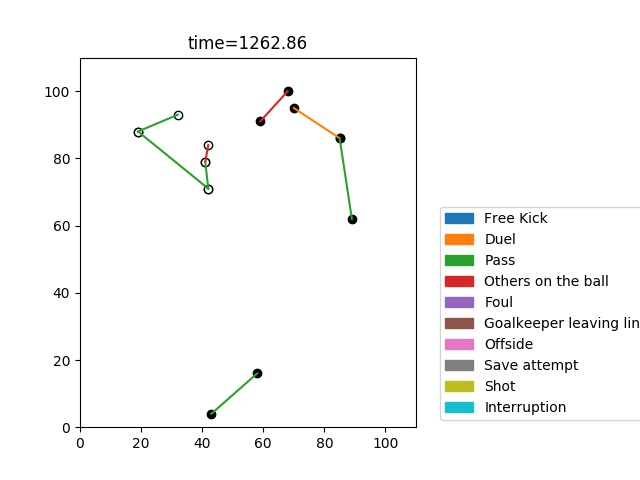 time=1262.86
100
80
60
40
20
0
0 20 40 60 80 100
Free Kick
Duel
Pass
Others on the ball
Foul
Goalkeeper leaving lin
Offside
Save attempt
Shot
Interruption